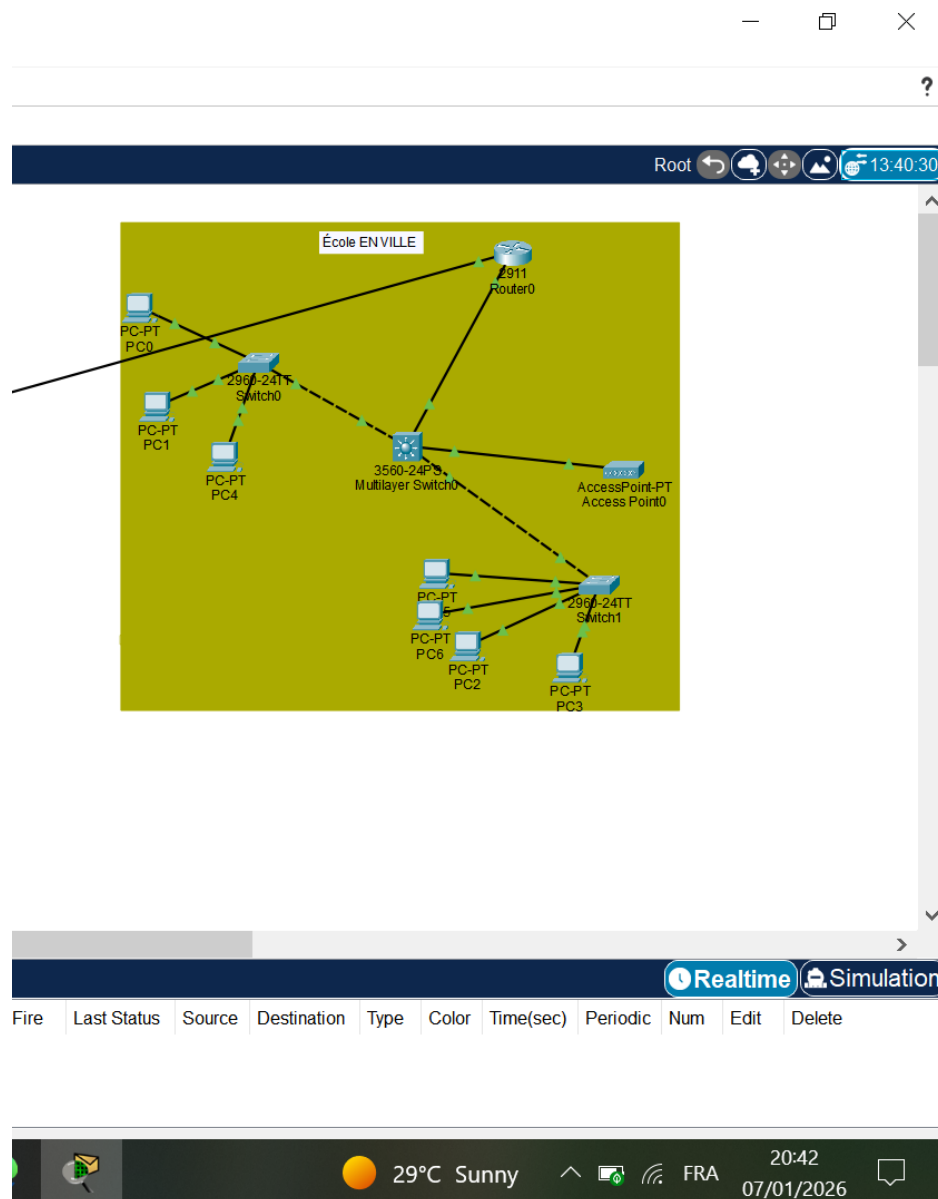 ?
Root
13:40:30
École EN VILLE
2911
Router0
PC-PT
PC0
2960-24TT
Switch0
PC-PT
PC1
PC-PT
PC4
3560-24PS
Multilayer Switch0
AccessPoint-PT
Access Point0
PC-PT
5
PC-PT
PC6
2960-24TT
Switch1
PC-PT
PC2
PC-PT
PC3
Realtime
Simulation
Fire Last Status Source Destination Type Color Time(sec) Periodic Num Edit Delete
29°C Sunny
FRA
20:42
07/01/2026